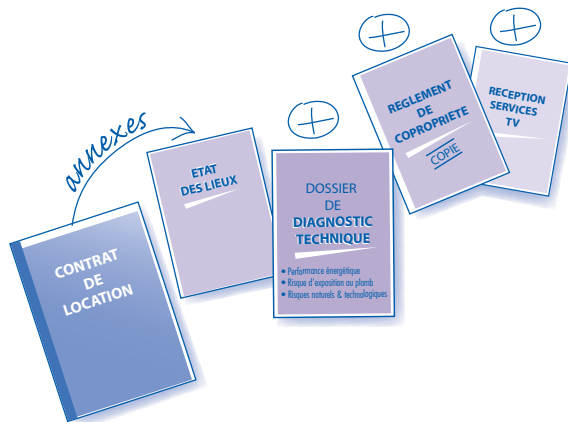 annexes
CONTRAT
DE
LOCATION
ETAT
DES LIEUX
DOSSIER
DE
DIAGNOSTIC
TECHNIQUE
• Performance énergétique
• Risque d'exposition au plomb
• Risques naturels & technologiques
REGLEMENT
DE
COPROPRIETE
COPIE
RECEPTION
SERVICES
TV